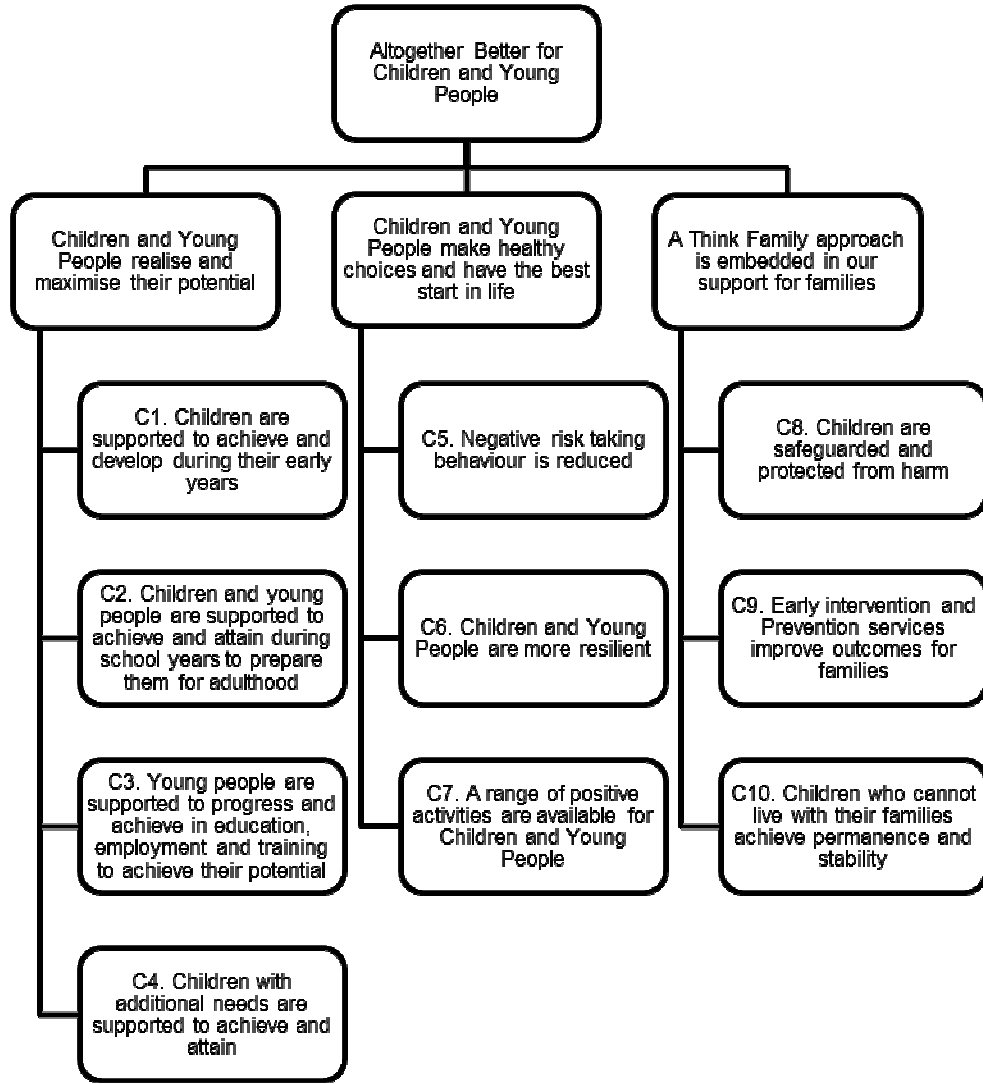 Altogether Better for
Children and Young
People
Children and Young
People realise and
maximise their potential
Children and Young
People make healthy
choices and have the best
start in life
A Think Family approach
is embedded in our
support for families
C1. Children are
supported to achieve and
develop during their early
years
C2. Children and young
people are supported to
achieve and attain during
school years to prepare
them for adulthood
C3. Young people are
supported to progress and
achieve in education,
employment and training
to achieve their potential
C4. Children with
additional needs are
supported to achieve and
attain
C5. Negative risk taking
behaviour is reduced
C6. Children and Young
People are more resilient
C7. A range of positive
activities are available for
Children and Young
People
C8. Children are
safeguarded and
protected from harm
C9. Early intervention and
Prevention services
improve outcomes for
families
C10. Children who cannot
live with their families
achieve permanence and
stability